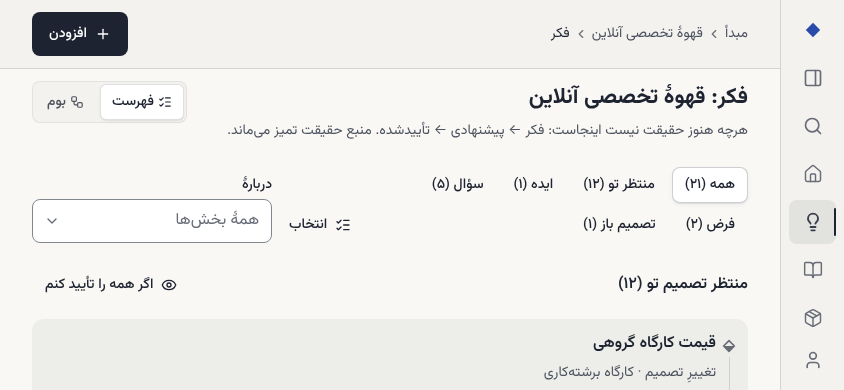 مبدأ › قهوهٔ تخصصی آنلاین › فکر
افزودن +
فکر: قهوهٔ تخصصی آنلاین
فهرست
بوم
هرچه هنوز حقیقت نیست اینجاست: فکر ← پیشنهادی ← تأییدشده. منبع حقیقت تمیز می‌ماند.
همه (۲۱) منتظر تو (۱۲) ایده (۱) سؤال (۵)
فرض (۲) تصمیم باز (۱)
انتخاب
دربارهٔ
همهٔ بخش‌ها
منتظر تصمیم تو (۱۲)
اگر همه را تأیید کنم
قیمت کارگاه گروهی
تغییرِ تصمیم · کارگاه برشته‌کاری